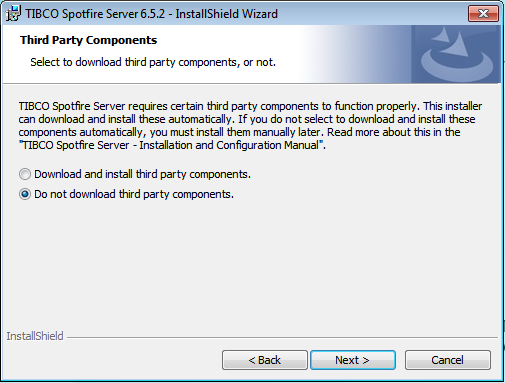 TIBCO Spotfire Server 6.5.2 - InstallShield Wizard
Third Party Components
Select to download third party components, or not.
TIBCO Spotfire Server requires certain third party components to function properly. This installer
can download and install these automatically. If you do not select to download and install these
components automatically, you must install them manually later. Read more about this in the
"TIBCO Spotfire Server - Installation and Configuration Manual".
Download and install third party components.
Do not download third party components.
InstallShield
< Back
Next >
Cancel